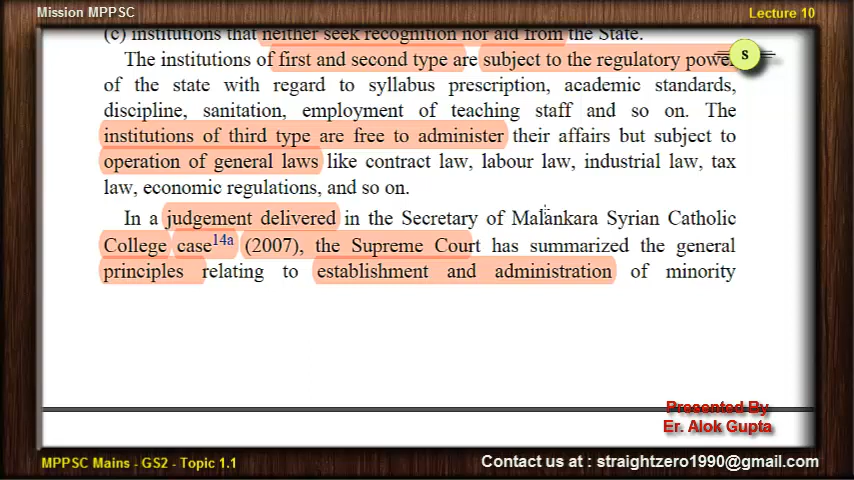 Mission MPPSC
Lecture 10
(c) institutions that neither seek recognition nor aid from the State.
The institutions of first and second type are subject to the regulatory power
S
of the state with regard to syllabus prescription, academic standards,
discipline, sanitation, employment of teaching staff and so on. The
institutions of third type are free to administer their affairs but subject to
operation of general laws like contract law, labour law, industrial law, tax
law, economic regulations, and so on.
In a judgement delivered in the Secretary of Malankara Syrian Catholic
College case14a (2007), the Supreme Court has summarized the general
principles relating to establishment and administration of minority
Presented By
Er. Alok Gupta
MPPSC Mains - GS2 - Topic 1.1
Contact us at : straightzero1990@gmail.com